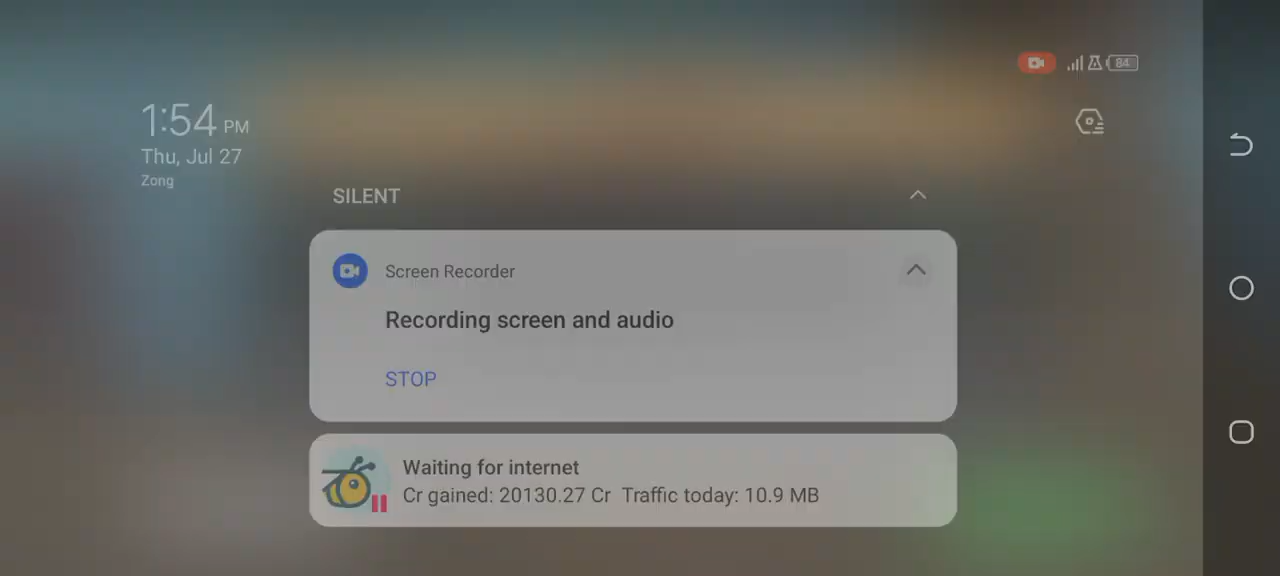 84
1:54 PM
Thu, Jul 27
Zong
SILENT
Screen Recorder
Recording screen and audio
STOP
Waiting for internet
Cr gained: 20130.27 Cr Traffic today: 10.9 MB